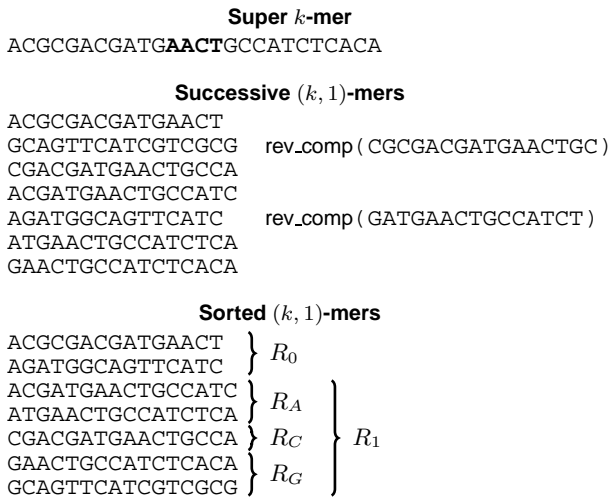 Super k-mer
ACGCGACGATGAACTGCCATCTCACA
Successive (k, 1)-mers
ACGCGACGATGAACT
GCAGTTCATCGTCGCG rev_comp(CGCGACGATGAACTGC)
CGACGATGAACTGCCA
ACGATGAACTGCCATC
AGATGGCAGTTCATC rev_comp(GATGAACTGCCATCT)
ATGAACTGCCATCTCA
GAACTGCCATCTCACA
Sorted (k, 1)-mers
ACGCGACGATGAACT
AGATGGCAGTTCATC
R0
ACGATGAACTGCCATC
ATGAACTGCCATCTCA
RA
CGACGATGAACTGCCA RC R1
GAACTGCCATCTCACA
GCAGTTCATCGTCGCG
RG